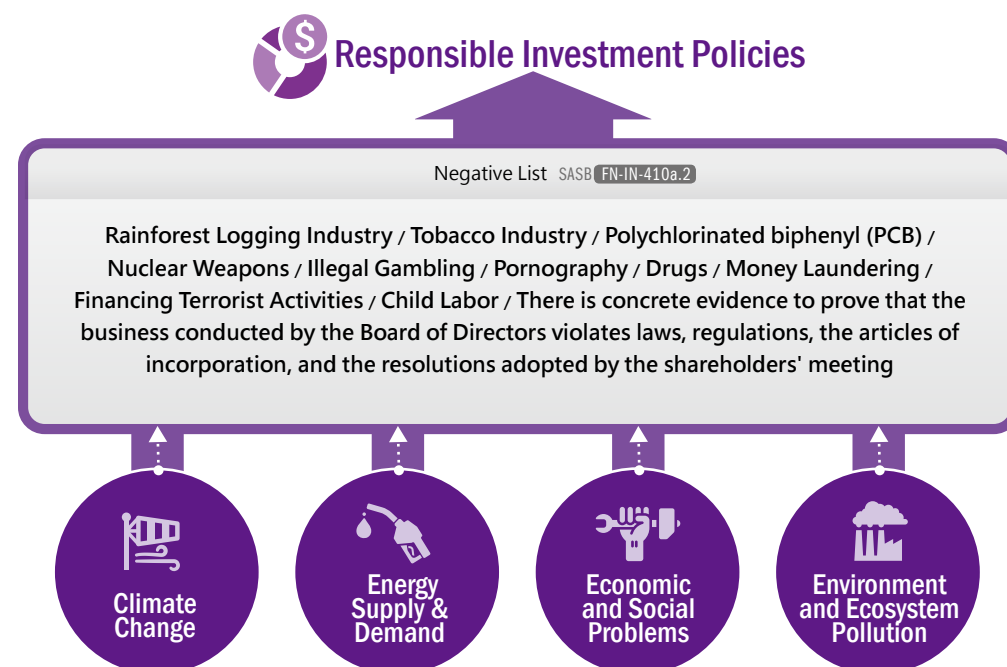 $
Responsible Investment Policies
Negative List SASB FN-IN-410a.2
Rainforest Logging Industry / Tobacco Industry / Polychlorinated biphenyl (PCB) /
Nuclear Weapons / Illegal Gambling / Pornography / Drugs / Money Laundering /
Financing Terrorist Activities / Child Labor / There is concrete evidence to prove that the
business conducted by the Board of Directors violates laws, regulations, the articles of
incorporation, and the resolutions adopted by the shareholders' meeting
Climate
Change
Energy
Supply &
Demand
Economic
and Social
Problems
Environment
and Ecosystem
Pollution